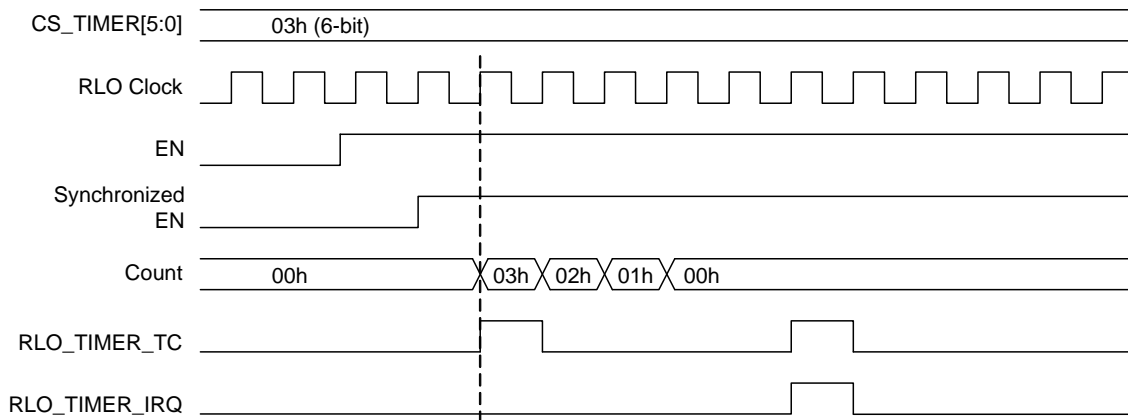 CS_TIMER[5:0]
03h (6-bit)
RLO Clock
EN
Synchronized
EN
Count
00h
03h
02h
01h
00h
RLO_TIMER_TC
RLO_TIMER_IRQ